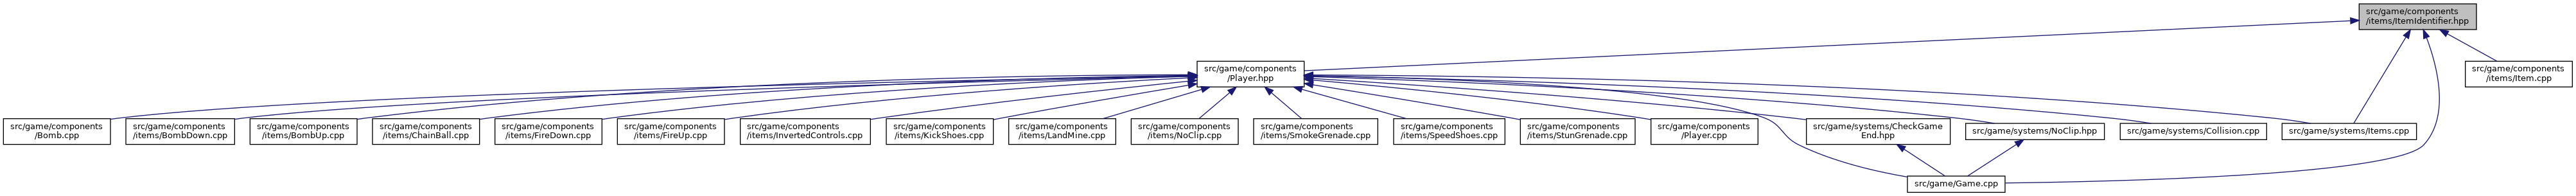 src/game/components
/items/ItemIdentifier.hpp
src/game/components
/Player.hpp
src/game/components
/items/Item.cpp
src/game/components
/Bomb.cpp
src/game/components
/items/BombDown.cpp
src/game/components
/items/BombUp.cpp
src/game/components
/items/ChainBall.cpp
src/game/components
/items/FireDown.cpp
src/game/components
/items/FireUp.cpp
src/game/components
/items/InvertedControls.cpp
src/game/components
/items/KickShoes.cpp
src/game/components
/items/LandMine.cpp
src/game/components
/items/NoClip.cpp
src/game/components
/items/SmokeGrenade.cpp
src/game/components
/items/SpeedShoes.cpp
src/game/components
/items/StunGrenade.cpp
src/game/components
/Player.cpp
src/game/systems/CheckGame
End.hpp
src/game/systems/NoClip.hpp
src/game/systems/Collision.cpp
src/game/systems/Items.cpp
src/game/Game.cpp